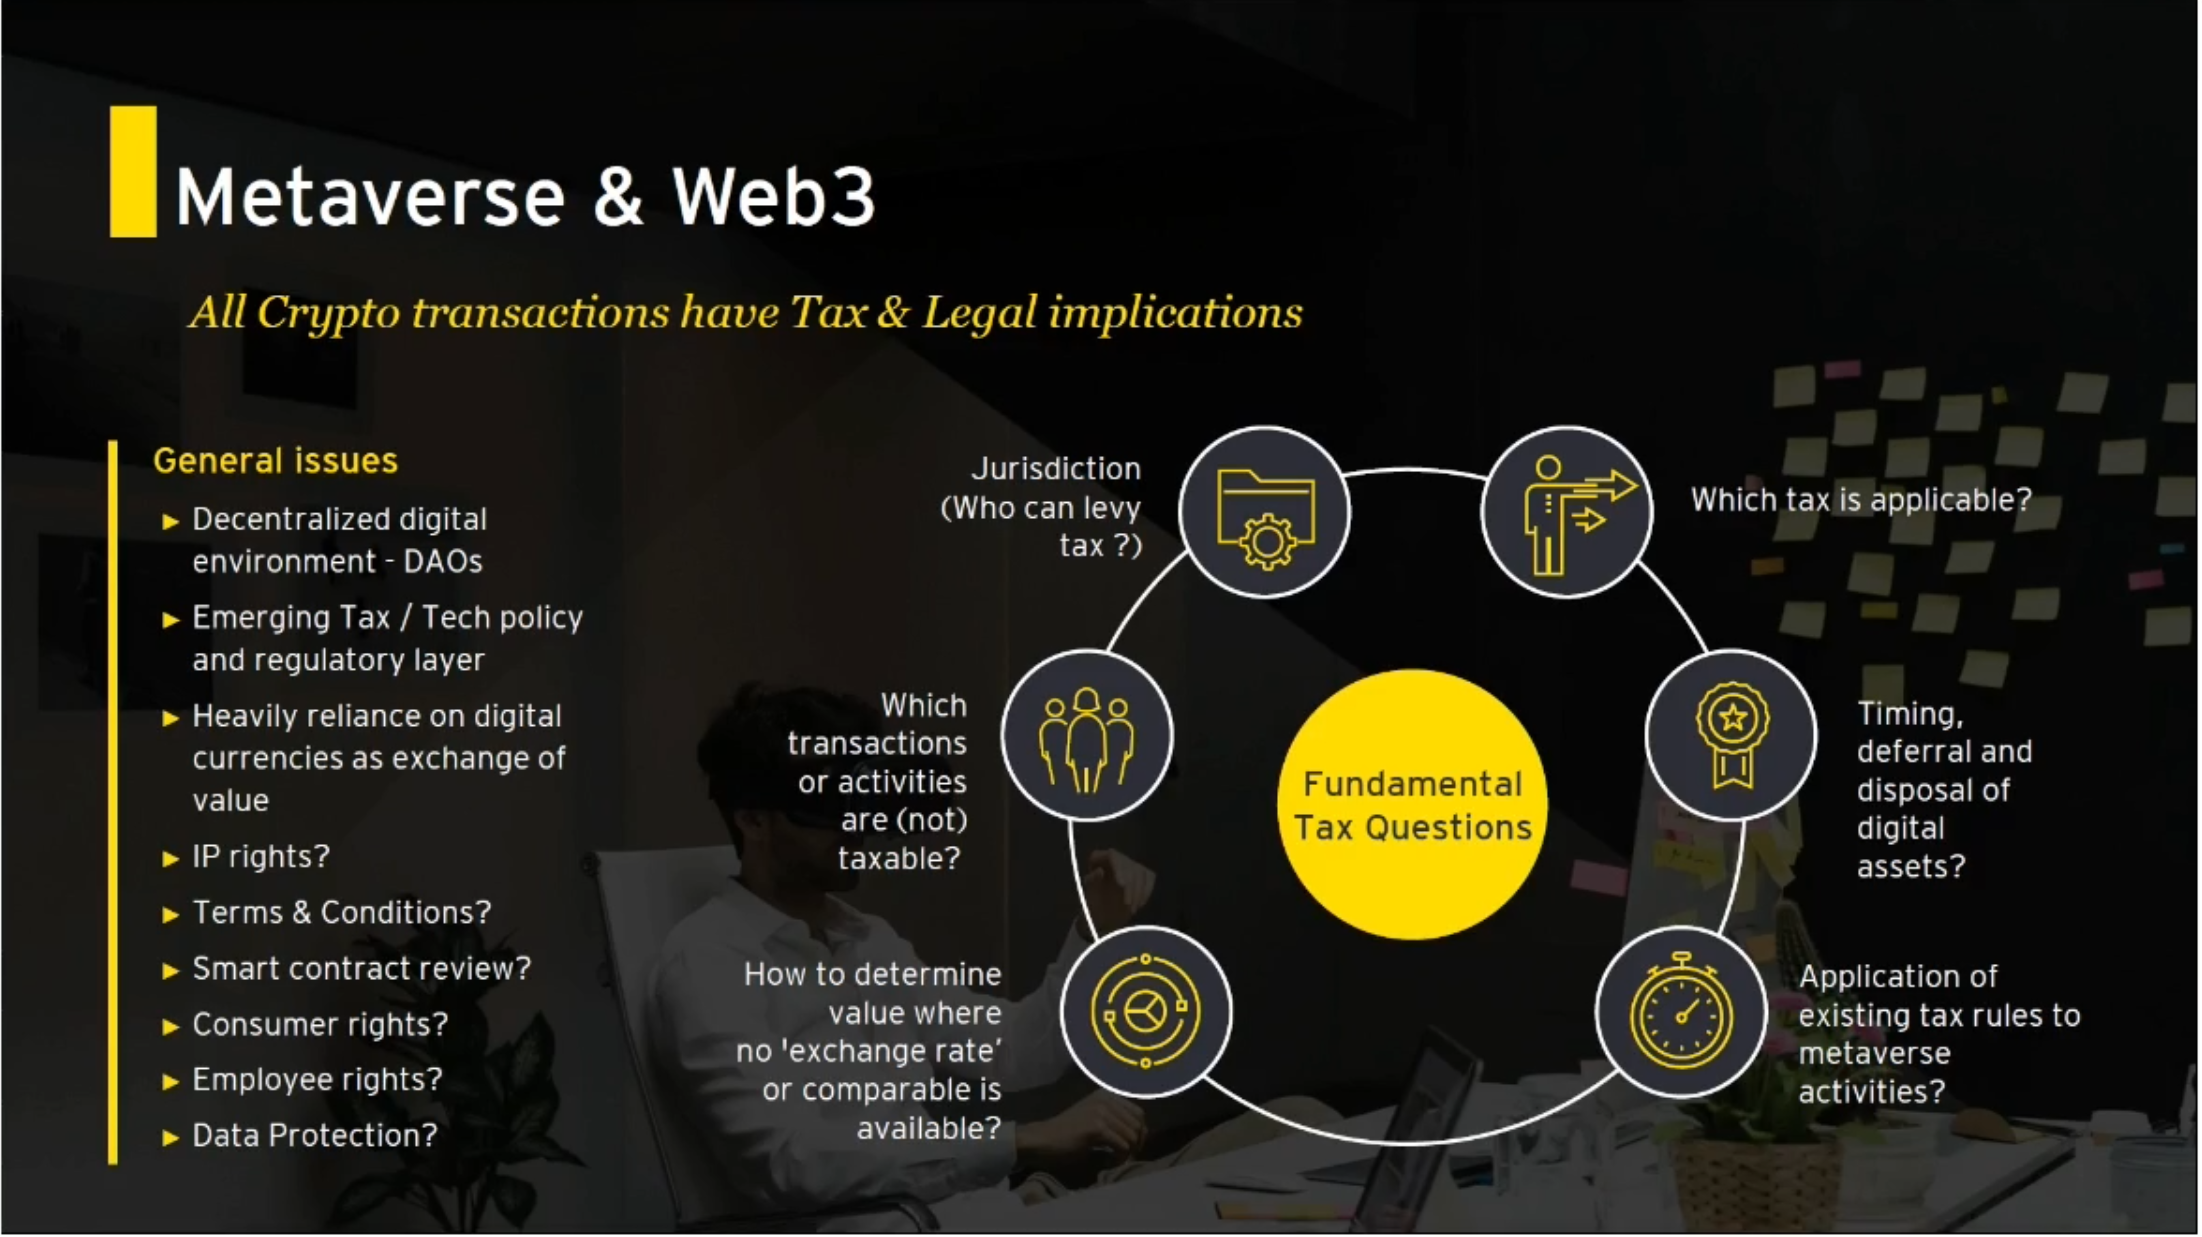 Metaverse & Web3
All Crypto transactions have Tax & Legal implications
General issues
Decentralized digital
environment - DAOs
Emerging Tax / Tech policy
and regulatory layer
Heavily reliance on digital
currencies as exchange of
value
IP rights?
Terms & Conditions?
Smart contract review?
Consumer rights?
Employee rights?
Data Protection?
Jurisdiction
(Who can levy
tax ?)
Which tax is applicable?
Which
transactions
or activities
are (not)
taxable?
Fundamental
Tax Questions
Timing,
deferral and
disposal of
digital
assets?
How to determine
value where
no 'exchange rate’
or comparable is
available?
Application of
existing tax rules to
metaverse
activities?